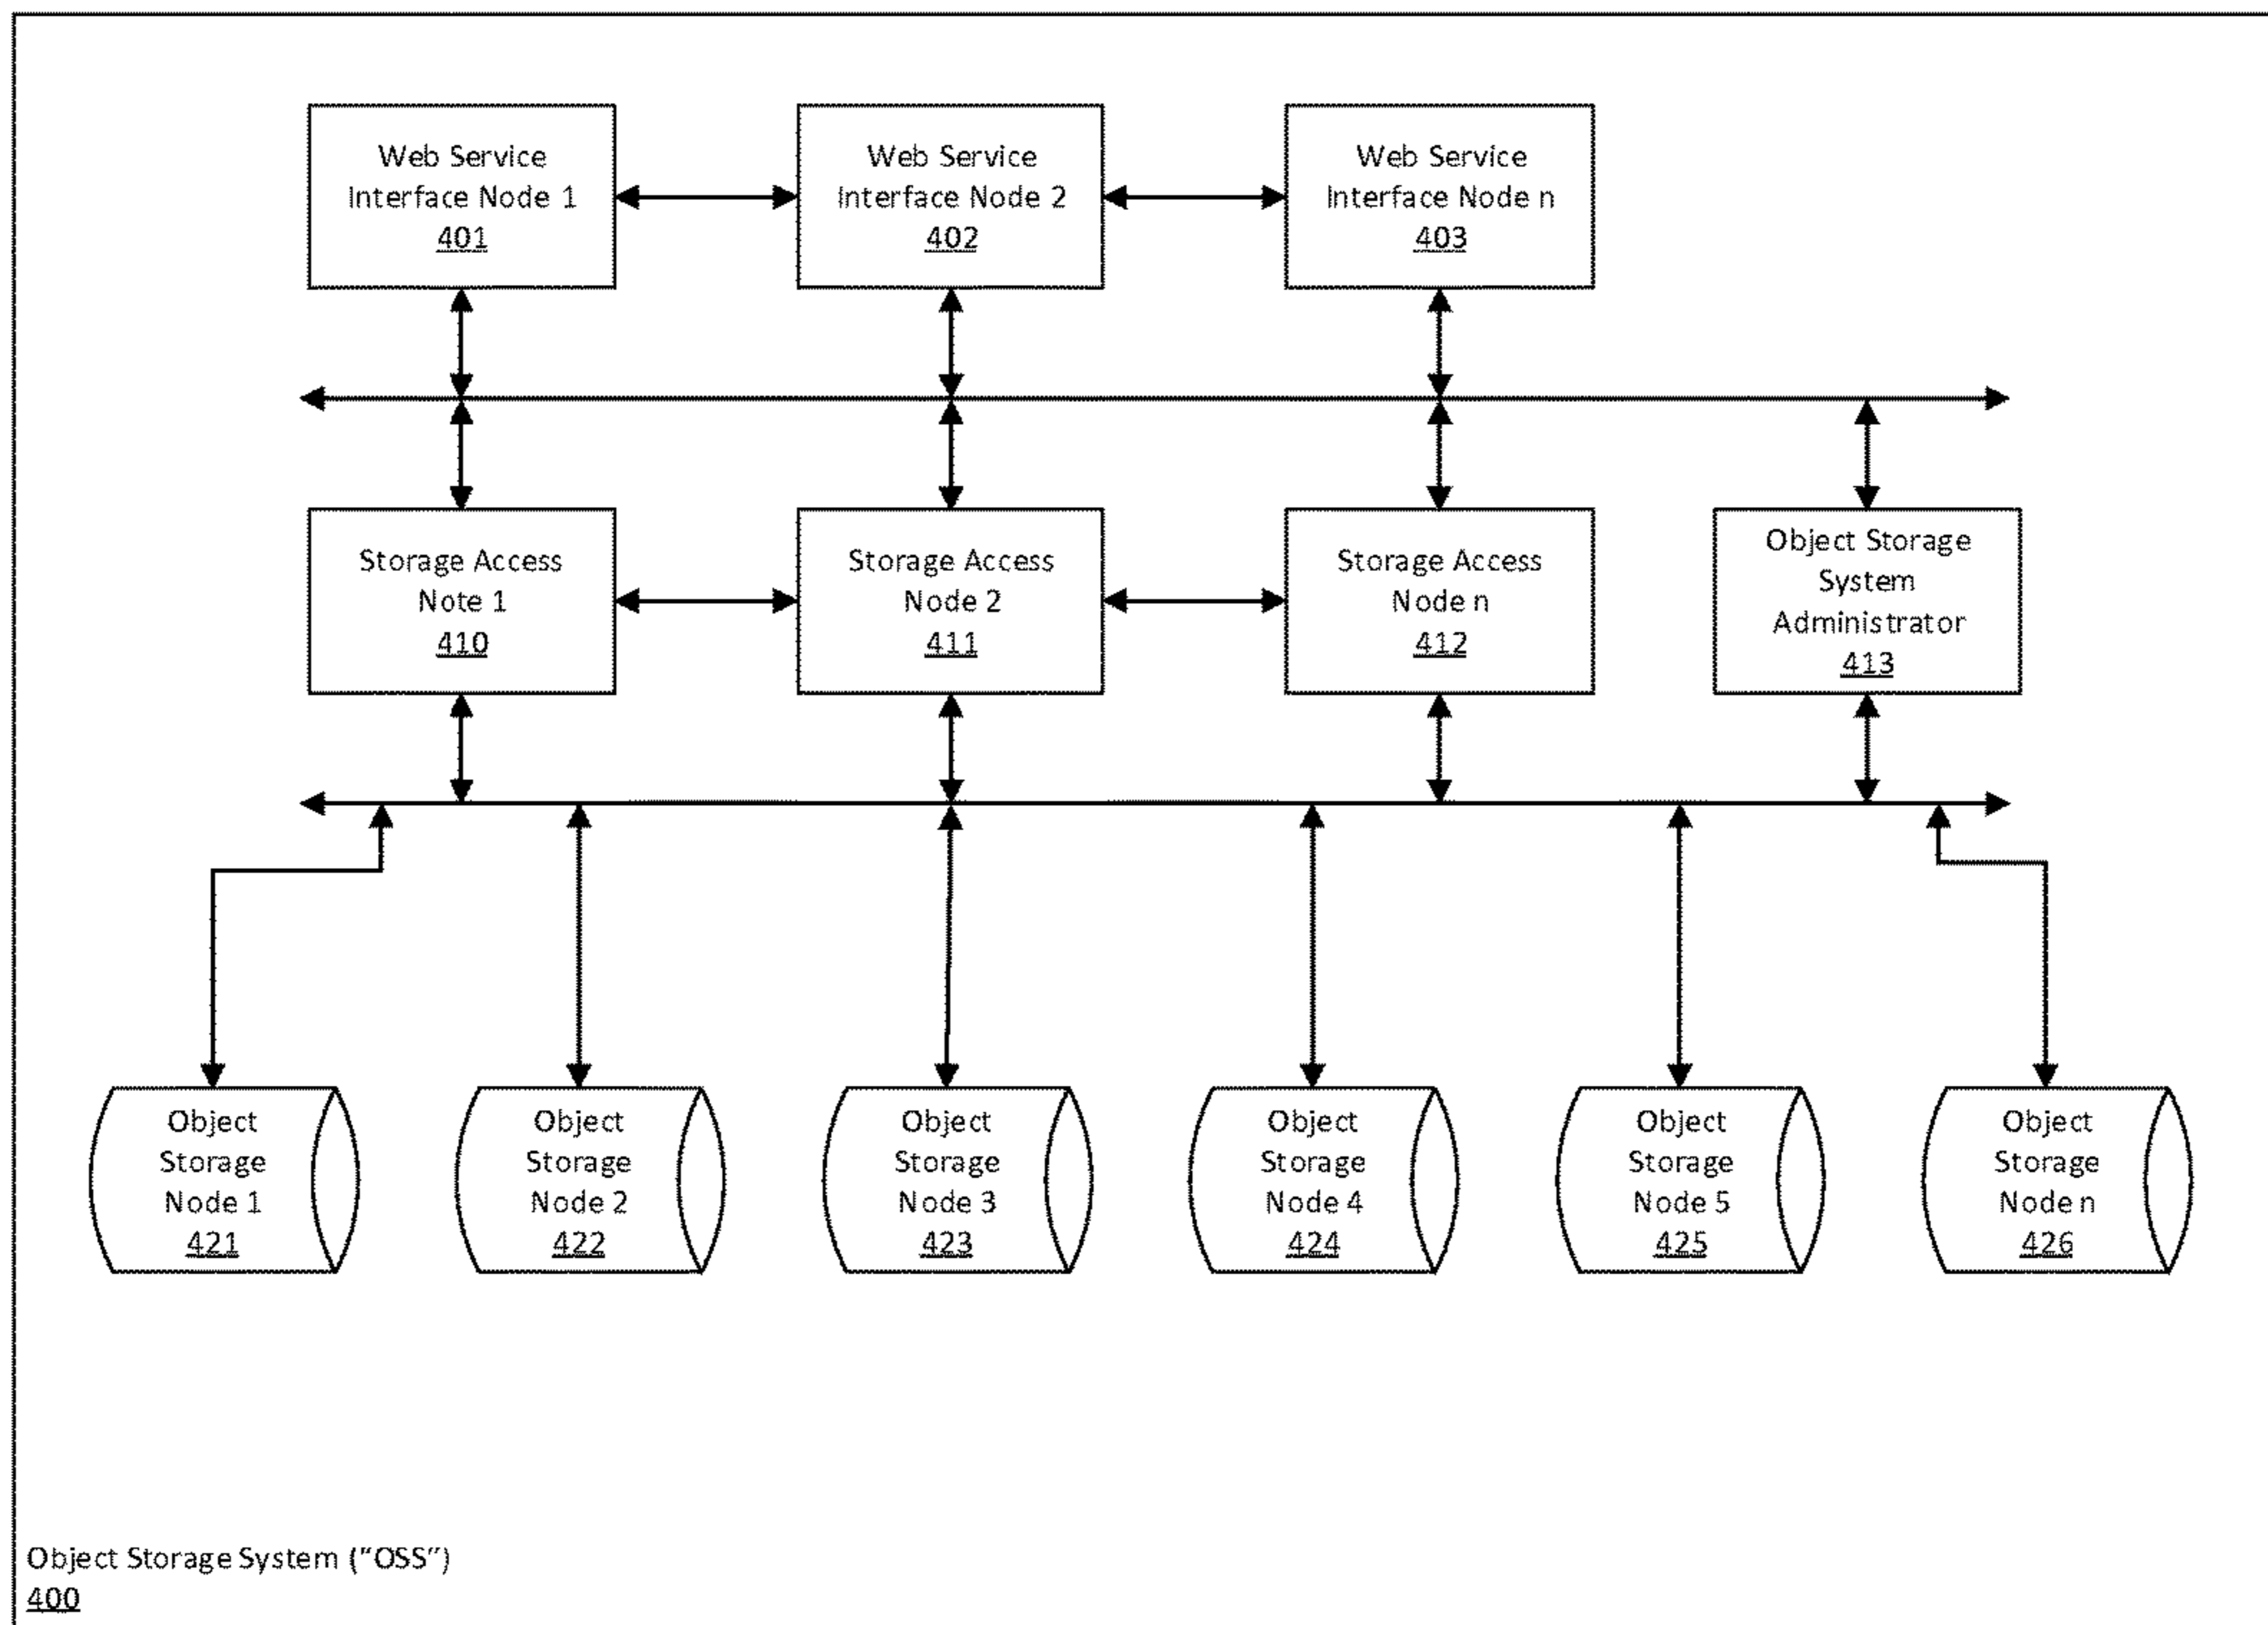 Web Service
Interface Node 1
401
Web Service
Interface Node 2
402
Web Service
Interface Node n
403
Storage Access
Note 1
410
Storage Access
Node 2
411
Storage Access
Node n
412
Object Storage
System
Administrator
413
Object
Storage
Node 1
421
Object
Storage
Node 2
422
Object
Storage
Node 3
423
Object
Storage
Node 4
424
Object
Storage
Node 5
425
Object
Storage
Node n
426
Object Storage System ("OSS")
400